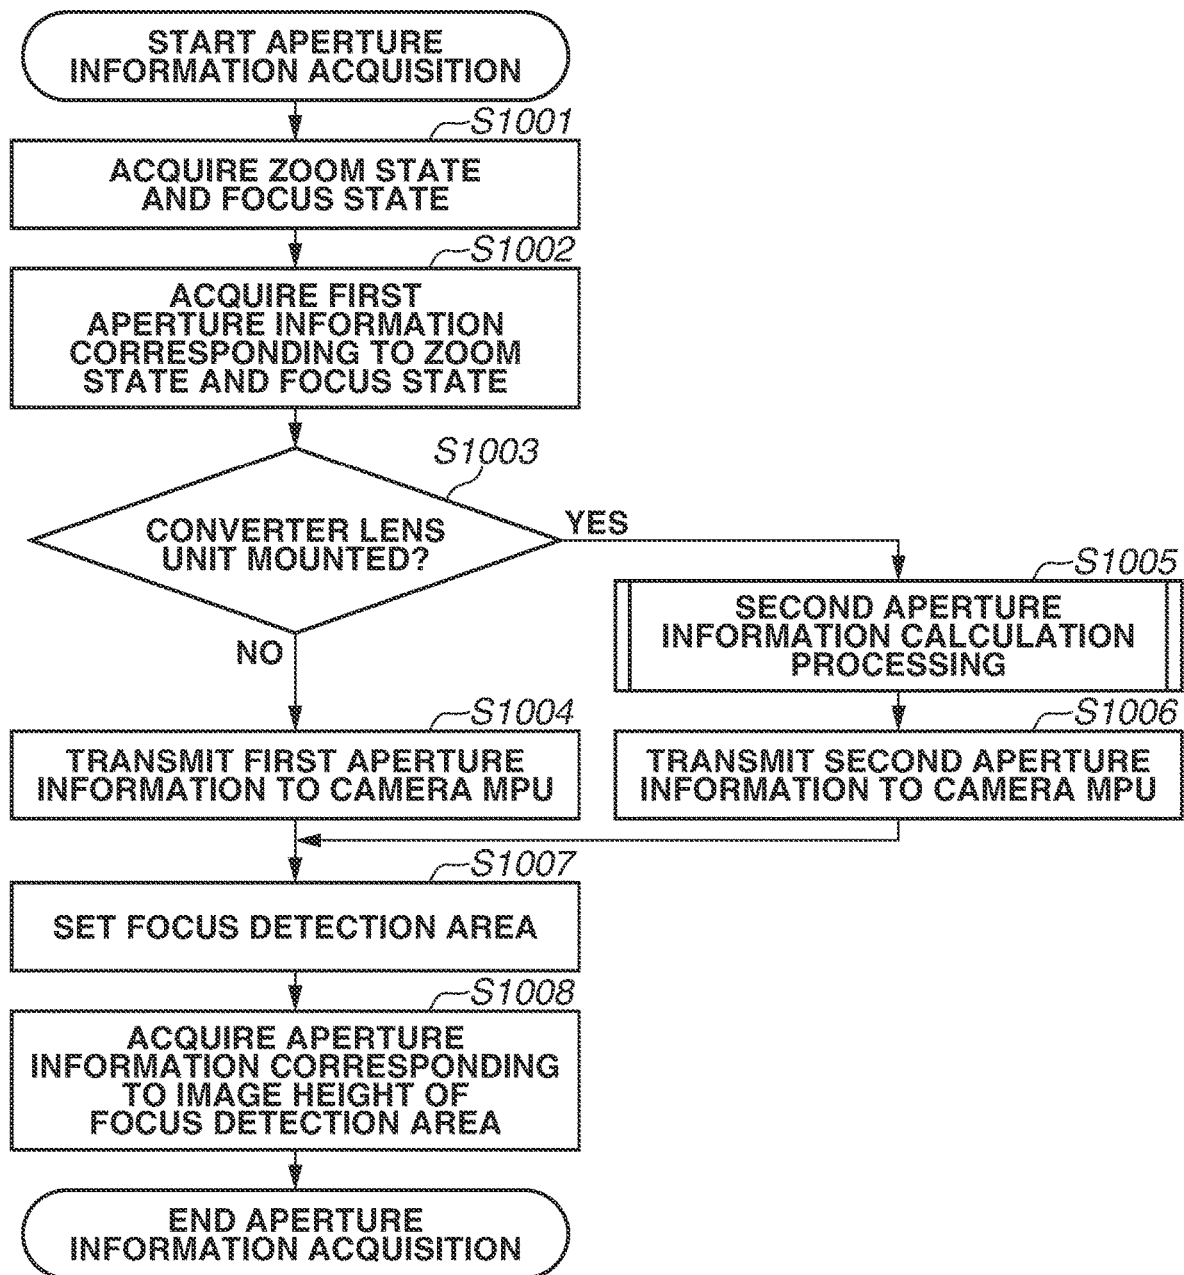 START APERTURE
INFORMATION ACQUISITION
S1001
ACQUIRE ZOOM STATE
AND FOCUS STATE
S1002
ACQUIRE FIRST
APERTURE INFORMATION
CORRESPONDING TO ZOOM
STATE AND FOCUS STATE
S1003
CONVERTER LENS
UNIT MOUNTED?
YES
NO
S1005
SECOND APERTURE
INFORMATION CALCULATION
PROCESSING
S1004
TRANSMIT FIRST APERTURE
INFORMATION TO CAMERA MPU
S1006
TRANSMIT SECOND APERTURE
INFORMATION TO CAMERA MPU
S1007
SET FOCUS DETECTION AREA
S1008
ACQUIRE APERTURE
INFORMATION CORRESPONDING
TO IMAGE HEIGHT OF
FOCUS DETECTION AREA
END APERTURE
INFORMATION ACQUISITION